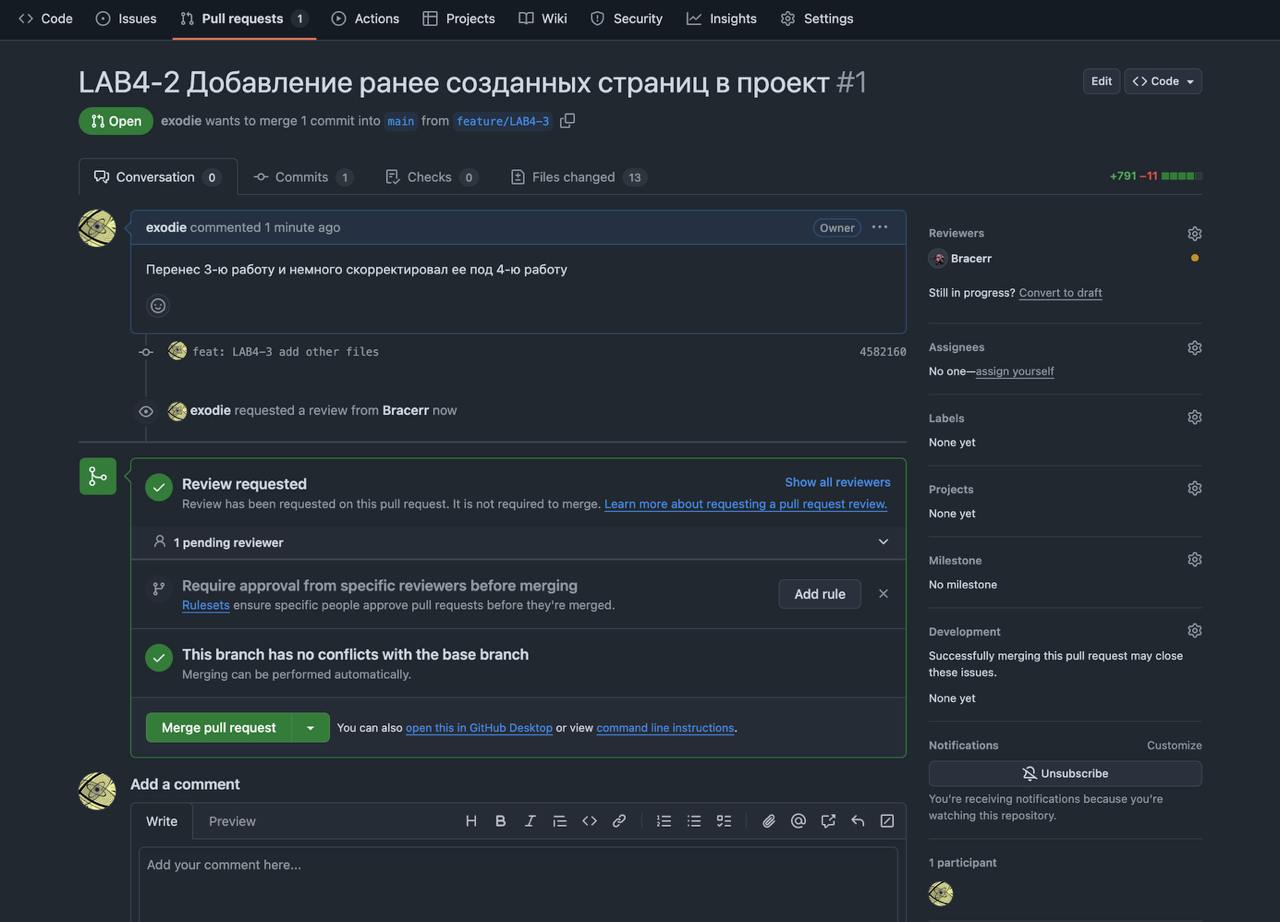 Code Issues Pull requests 1 Actions Projects Wiki Security Insights Settings
LAB4-2 Добавление ранее созданных страниц в проект #1
Edit Code
Open exodie wants to merge 1 commit into main from feature/LAB4-3
Conversation 0 Commits 1 Checks 0 Files changed 13
+791 −11
exodie commented 1 minute ago
Owner
Перенес 3-ю работу и немного скорректировал ее под 4-ю работу
feat: LAB4-3 add other files
4582160
exodie requested a review from Bracerr now
Review requested
Show all reviewers
Review has been requested on this pull request. It is not required to merge. Learn more about requesting a pull request review.
1 pending reviewer
Require approval from specific reviewers before merging
Rulesets ensure specific people approve pull requests before they're merged.
Add rule
This branch has no conflicts with the base branch
Merging can be performed automatically.
Merge pull request
You can also open this in GitHub Desktop or view command line instructions.
Add a comment
Write Preview
Add your comment here...
Reviewers
Bracerr
Still in progress? Convert to draft
Assignees
No one—assign yourself
Labels
None yet
Projects
None yet
Milestone
No milestone
Development
Successfully merging this pull request may close
these issues.
None yet
Notifications
Customize
Unsubscribe
You're receiving notifications because you're
watching this repository.
1 participant